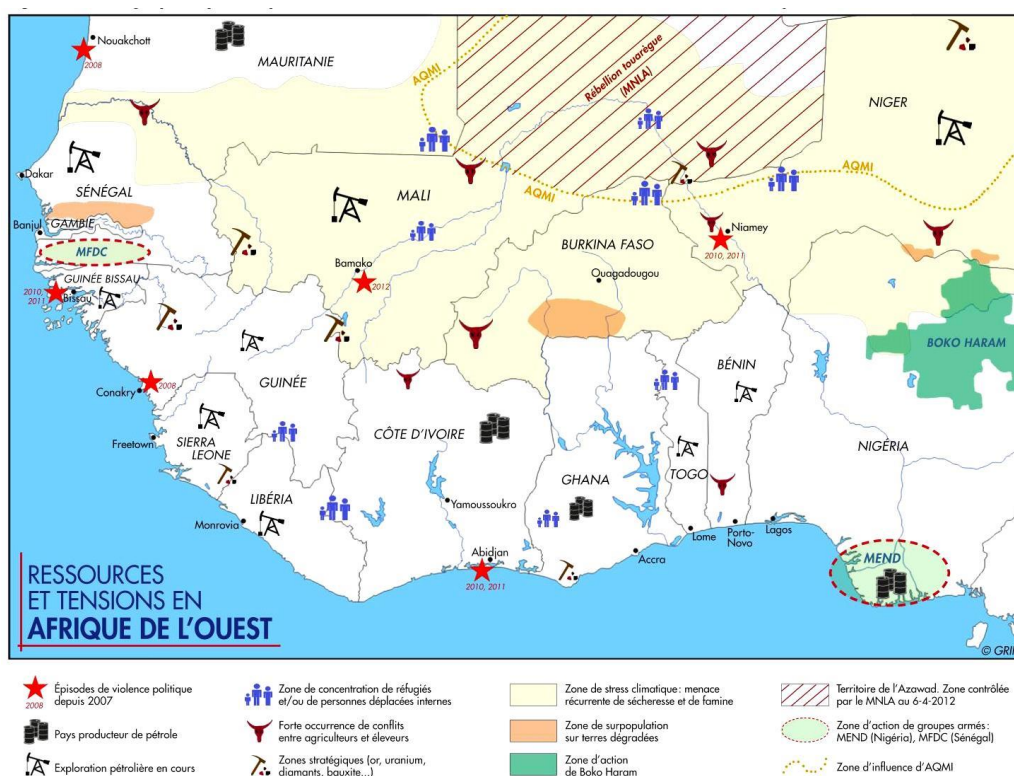 Nouakchott
2008
MAURITANIE
AQMI
Rébellion touarègue
(MNLA)
NIGER
Dakar
SÉNÉGAL
MALI
AQMI
AQMI
Banjul
GAMBIE
MFDC
BURKINA FASO
Niamey
2010, 2011
Bamako
2012
Ouagadougou
GUINÉE BISSAU
2010,
2011
Bissau
BOKO HARAM
BÉNIN
GUINÉE
Conakry
2008
CÔTE D'IVOIRE
Freetown
SIERRA
LEONE
NIGÉRIA
GHANA
TOGO
LIBÉRIA
Yamoussoukro
Monrovia
Abidjan
2010, 2011
Accra
Lome
Porto-
Novo
Lagos
MEND
RESSOURCES
ET TENSIONS EN
AFRIQUE DE L'OUEST
Épisodes de violence politique
depuis 2007
2008
Pays producteur de pétrole
Exploration pétrolière en cours
Zone de concentration de réfugiés
et/ou de personnes déplacées internes
Forte occurrence de conflits
entre agriculteurs et éleveurs
Zones stratégiques (or, uranium,
diamants, bauxite...)
Zone de stress climatique : menace
récurrente de sécheresse et de famine
Zone de surpopulation
sur terres dégradées
Zone d'action
de Boko Haram
Territoire de l'Azawad. Zone contrôlée
par le MNLA au 6-4-2012
Zone d'action de groupes armés :
MEND (Nigéria), MFDC (Sénégal)
Zone d'influence d'AQMI